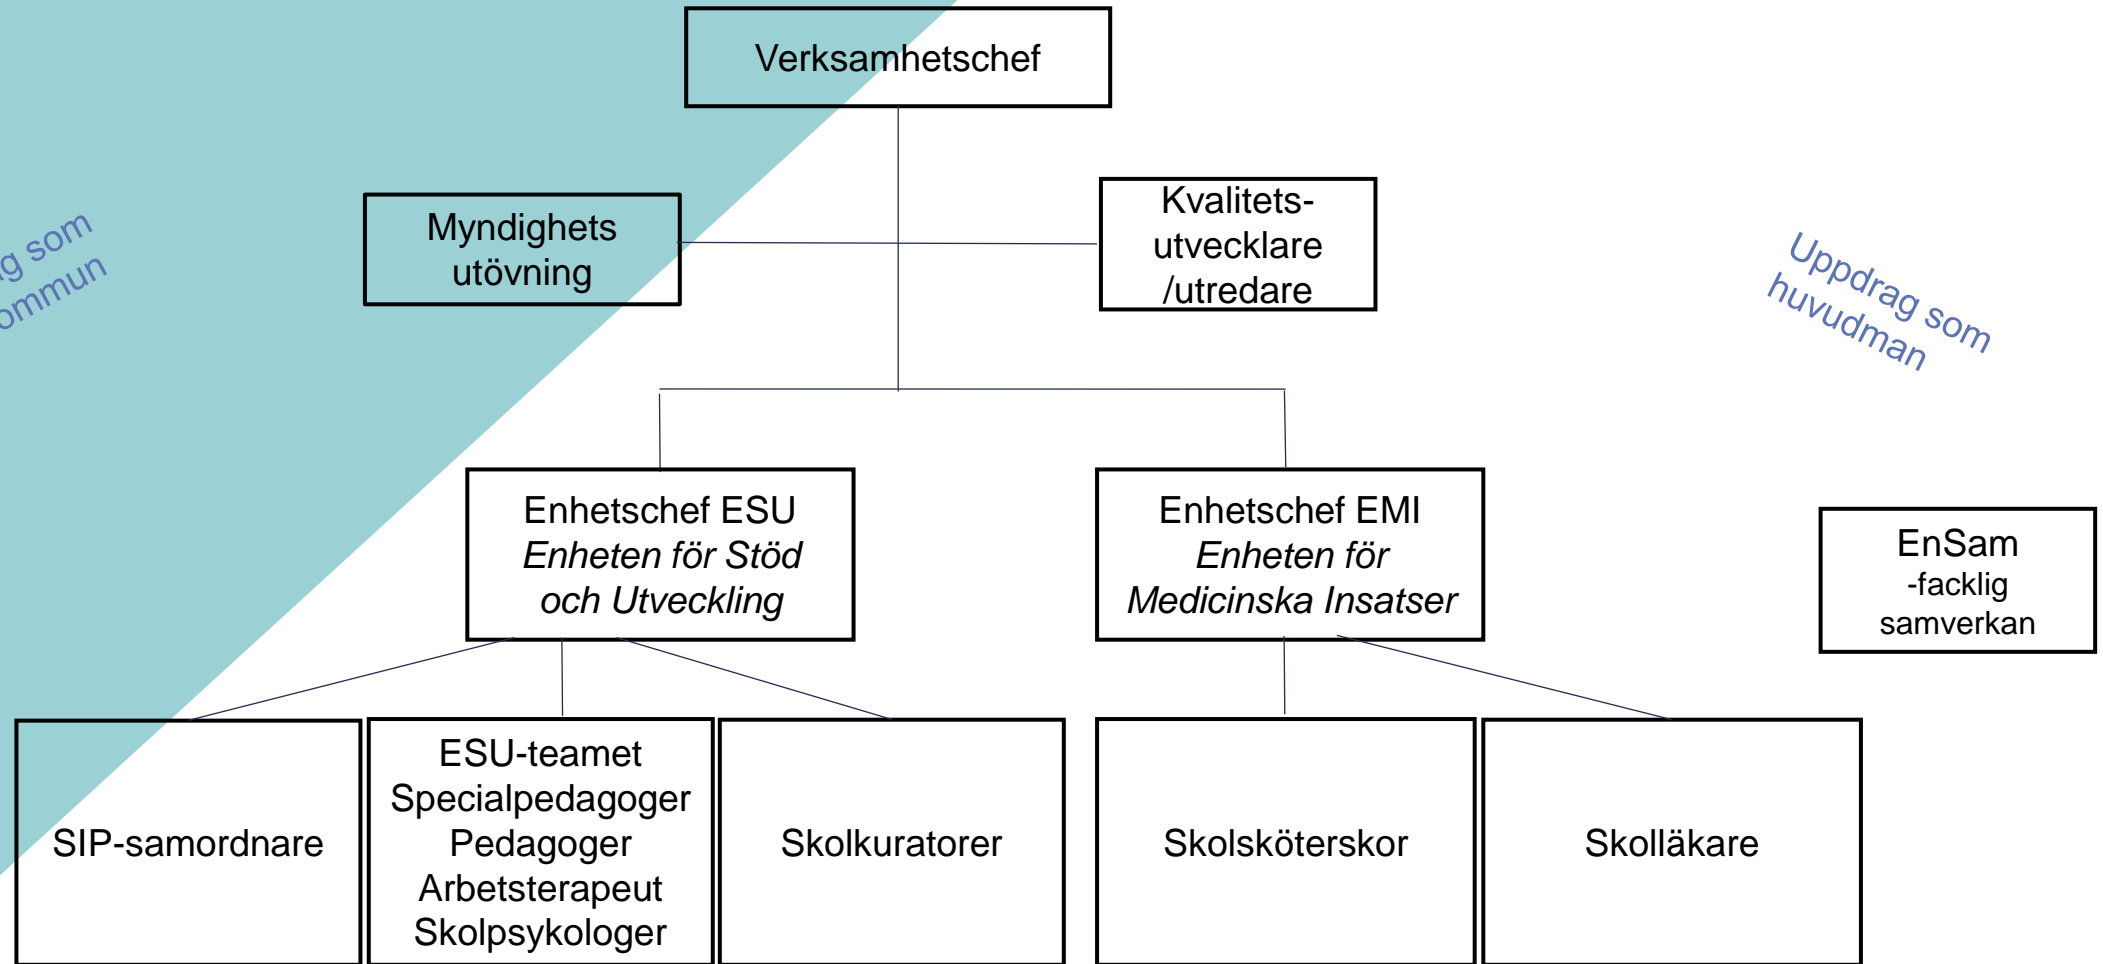 Verksamhetschef
Myndighets
utövning
Kvalitets-
utvecklare
/utredare
som
Uppdrag som
huvudman
Enhetschef ESU
Enheten för Stöd
och Utveckling
Enhetschef EMI
Enheten för
Medicinska Insatser
EnSam
-facklig
samverkan
SIP-samordnare
ESU-teamet
Specialpedagoger
Pedagoger
Arbetsterapeut
Skolpsykologer
Skolkuratorer
Skolsköterskor
Skolläkare